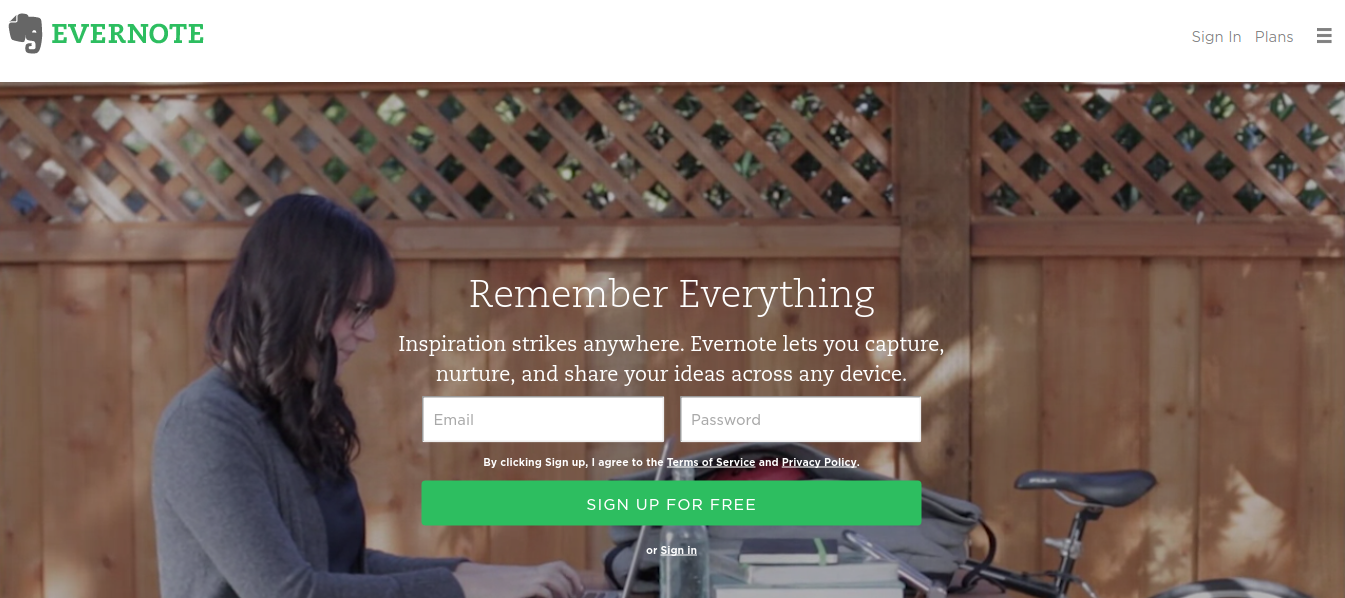 EVERNOTE
Sign In Plans
Remember Everything
Inspiration strikes anywhere. Evernote lets you capture,
nurture, and share your ideas across any device.
Email Password
By clicking Sign up, I agree to the Terms of Service and Privacy Policy.
SIGN UP FOR FREE
or Sign in